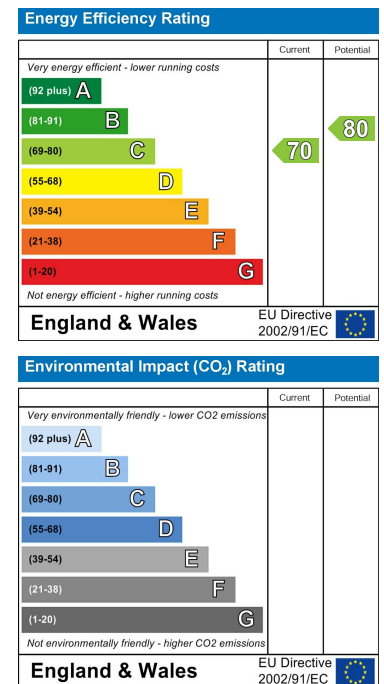 Energy Efficiency Rating
Current Potential
Very energy efficient - lower running costs
(92 plus) A
(81-91) B
80
(69-80) C
70
(55-68) D
(39-54) E
(21-38) F
(1-20) G
Not energy efficient - higher running costs
England & Wales
EU Directive
2002/91/EC
Environmental Impact (CO₂) Rating
Current Potential
Very environmentally friendly - lower CO2 emissions
(92 plus) A
(81-91) B
(69-80) C
(55-68) D
(39-54) E
(21-38) F
(1-20) G
Not environmentally friendly - higher CO2 emissions
England & Wales
EU Directive
2002/91/EC